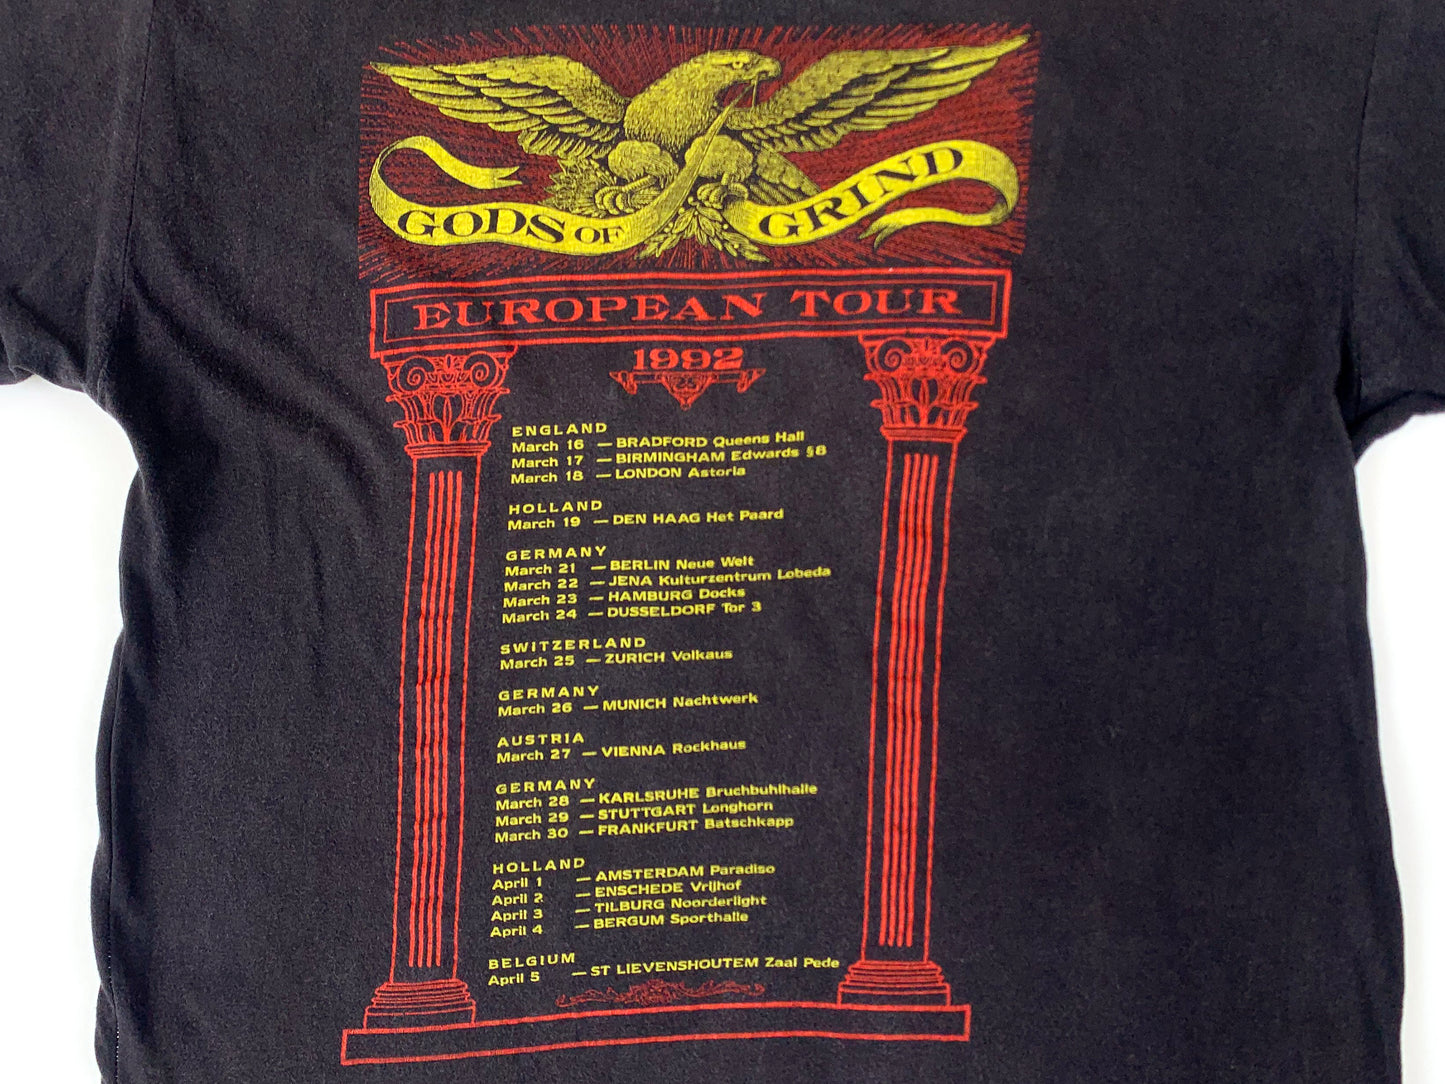 GODS OF GRIND
EUROPEAN TOUR
1992
ENGLAND
March 16 — BRADFORD Queens Hall
March 17 — BIRMINGHAM Edwards §8
March 18 — LONDON Astoria
HOLLAND
March 19 — DEN HAAG Het Paard
GERMANY
March 21 — BERLIN Neue Welt
March 22 — JENA Kulturzentrum Lobeda
March 23 — HAMBURG Docks
March 24 — DUSSELDORF Tor 3
SWITZERLAND
March 25 — ZURICH Volkaus
GERMANY
March 26 — MUNICH Nachtwerk
AUSTRIA
March 27 — VIENNA Rockhaus
GERMANY
March 28 — KARLSRUHE Bruchbuhlhalle
March 29 — STUTTGART Longhorn
March 30 — FRANKFURT Batschkapp
HOLLAND
April 1 — AMSTERDAM Paradiso
April 2 — ENSCHEDE Vrijhof
April 3 — TILBURG Noorderlight
April 4 — BERGUM Sporthalle
BELGIUM
April 5 — ST LIEVENSHOUTEM Zaal Pede